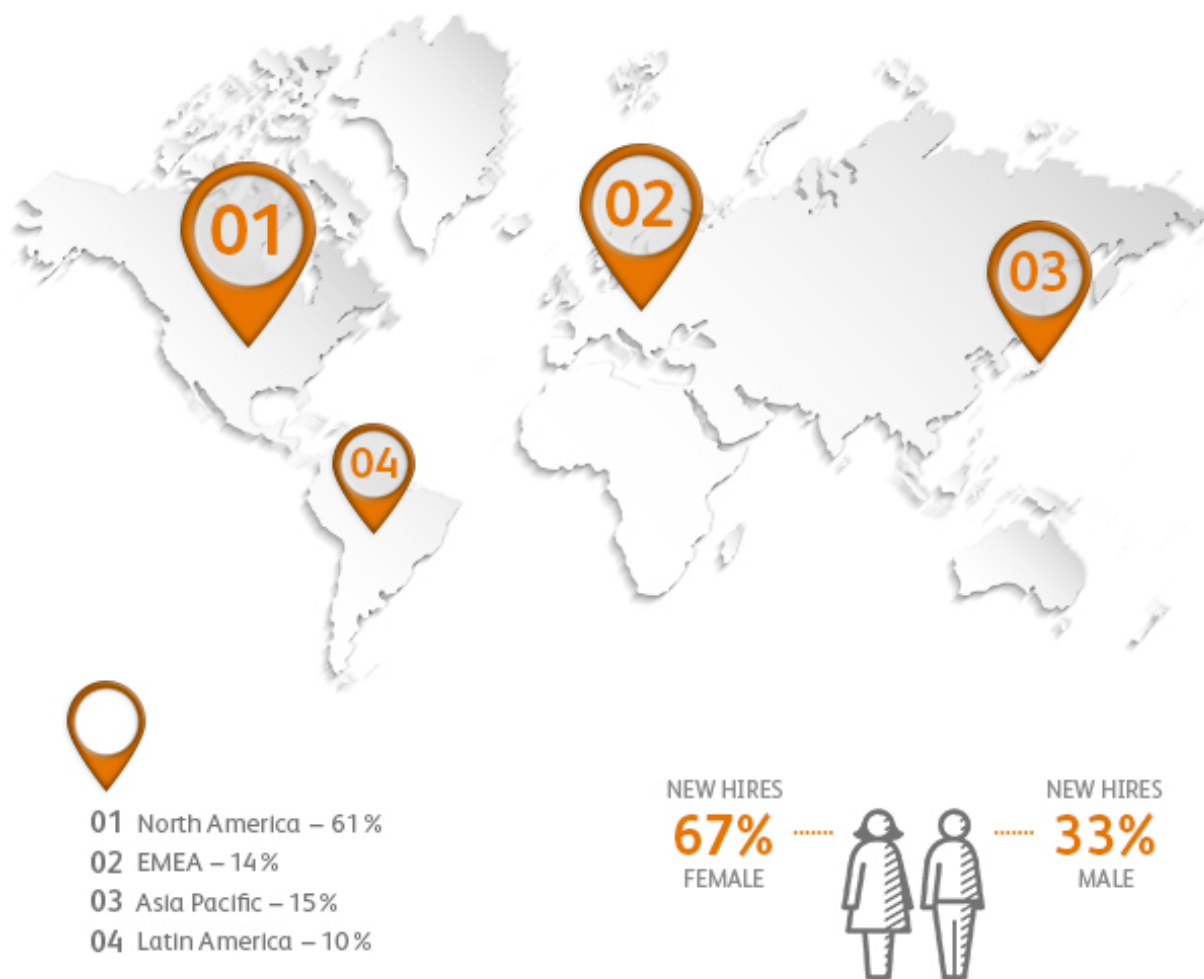 01
02
03
04
01 North America – 61%
02 EMEA – 14%
03 Asia Pacific – 15%
04 Latin America – 10%
NEW HIRES
67%
FEMALE
NEW HIRES
33%
MALE